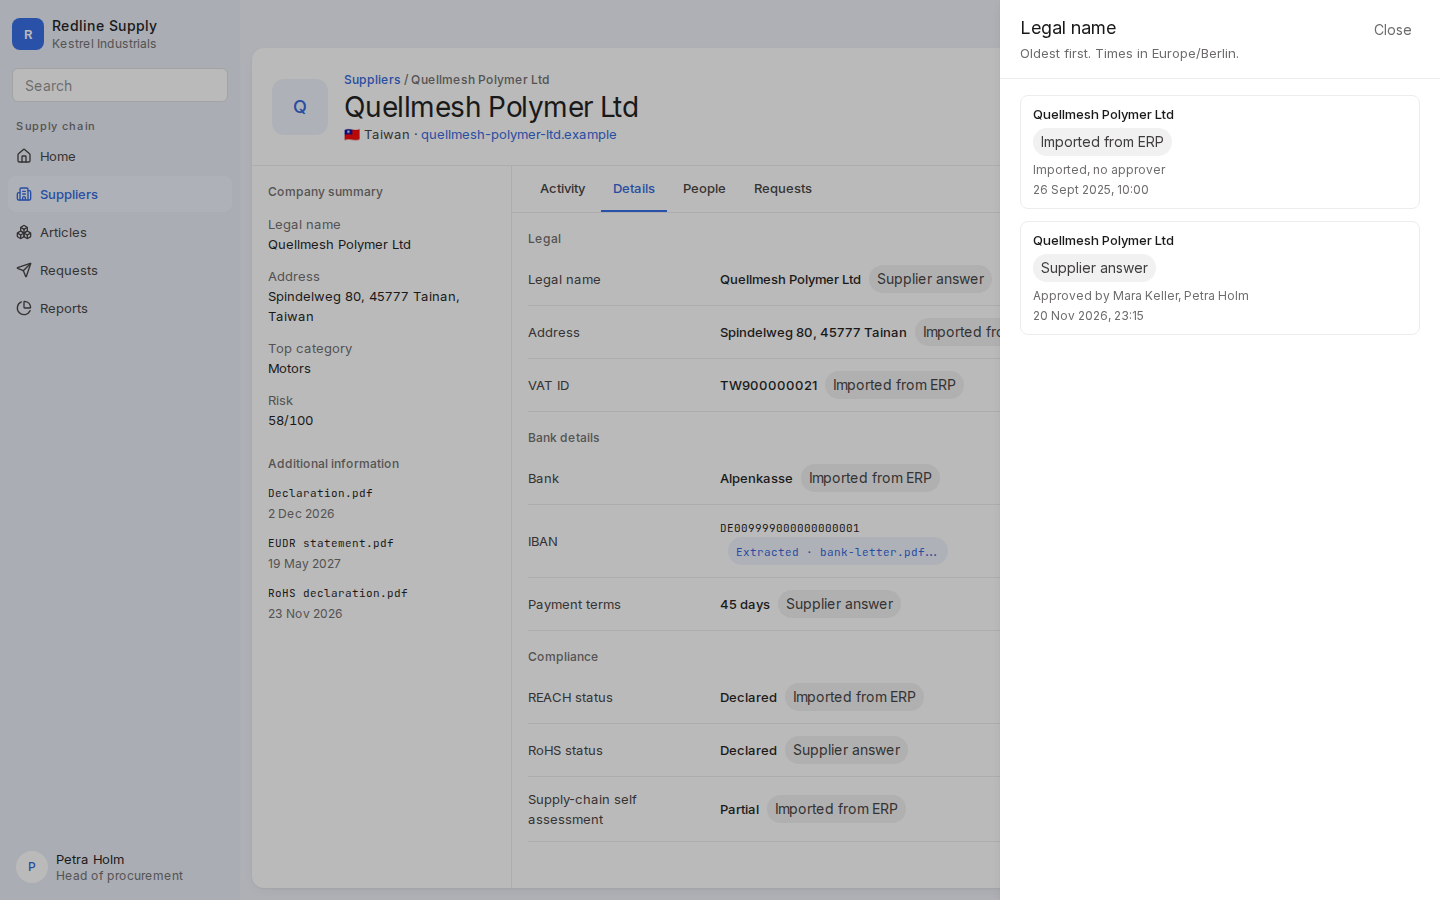 R
Redline Supply
Kestrel Industrials
Search
Supply chain
Home
Suppliers
Articles
Requests
Reports
P
Petra Holm
Head of procurement
Q
Suppliers / Quellmesh Polymer Ltd
Quellmesh Polymer Ltd
🇹🇼 Taiwan · quellmesh-polymer-ltd.example
Company summary
Legal name
Quellmesh Polymer Ltd
Address
Spindelweg 80, 45777 Tainan,
Taiwan
Top category
Motors
Risk
58/100
Additional information
Declaration.pdf
2 Dec 2026
EUDR statement.pdf
19 May 2027
RoHS declaration.pdf
23 Nov 2026
Activity Details People Requests
Legal
Legal name Quellmesh Polymer Ltd Supplier answer
Address Spindelweg 80, 45777 Tainan Imported fro
VAT ID TW900000021 Imported from ERP
Bank details
Bank Alpenkasse Imported from ERP
IBAN DE009999000000000001
Extracted · bank-letter.pdf…
Payment terms 45 days Supplier answer
Compliance
REACH status Declared Imported from ERP
RoHS status Declared Supplier answer
Supply-chain self
assessment Partial Imported from ERP
Legal name
Close
Oldest first. Times in Europe/Berlin.
Quellmesh Polymer Ltd
Imported from ERP
Imported, no approver
26 Sept 2025, 10:00
Quellmesh Polymer Ltd
Supplier answer
Approved by Mara Keller, Petra Holm
20 Nov 2026, 23:15